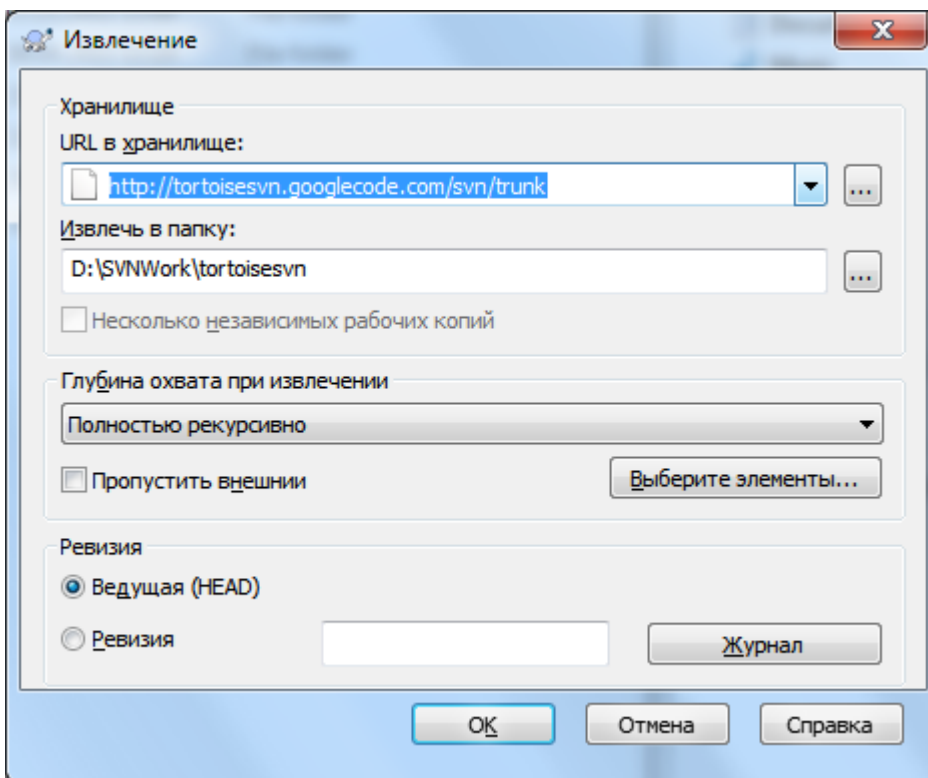 Извлечение
Хранилище
URL в хранилище:
http://tortoisesvn.googlecode.com/svn/trunk
...
Извлечь в папку:
D:\SVNWork\tortoisesvn
...
Несколько независимых рабочих копий
Глубина охвата при извлечении
Полностью рекурсивно
Пропустить внешнии
Выберите элементы...
Ревизия
Ведущая (HEAD)
Ревизия
Журнал
OK
Отмена
Справка